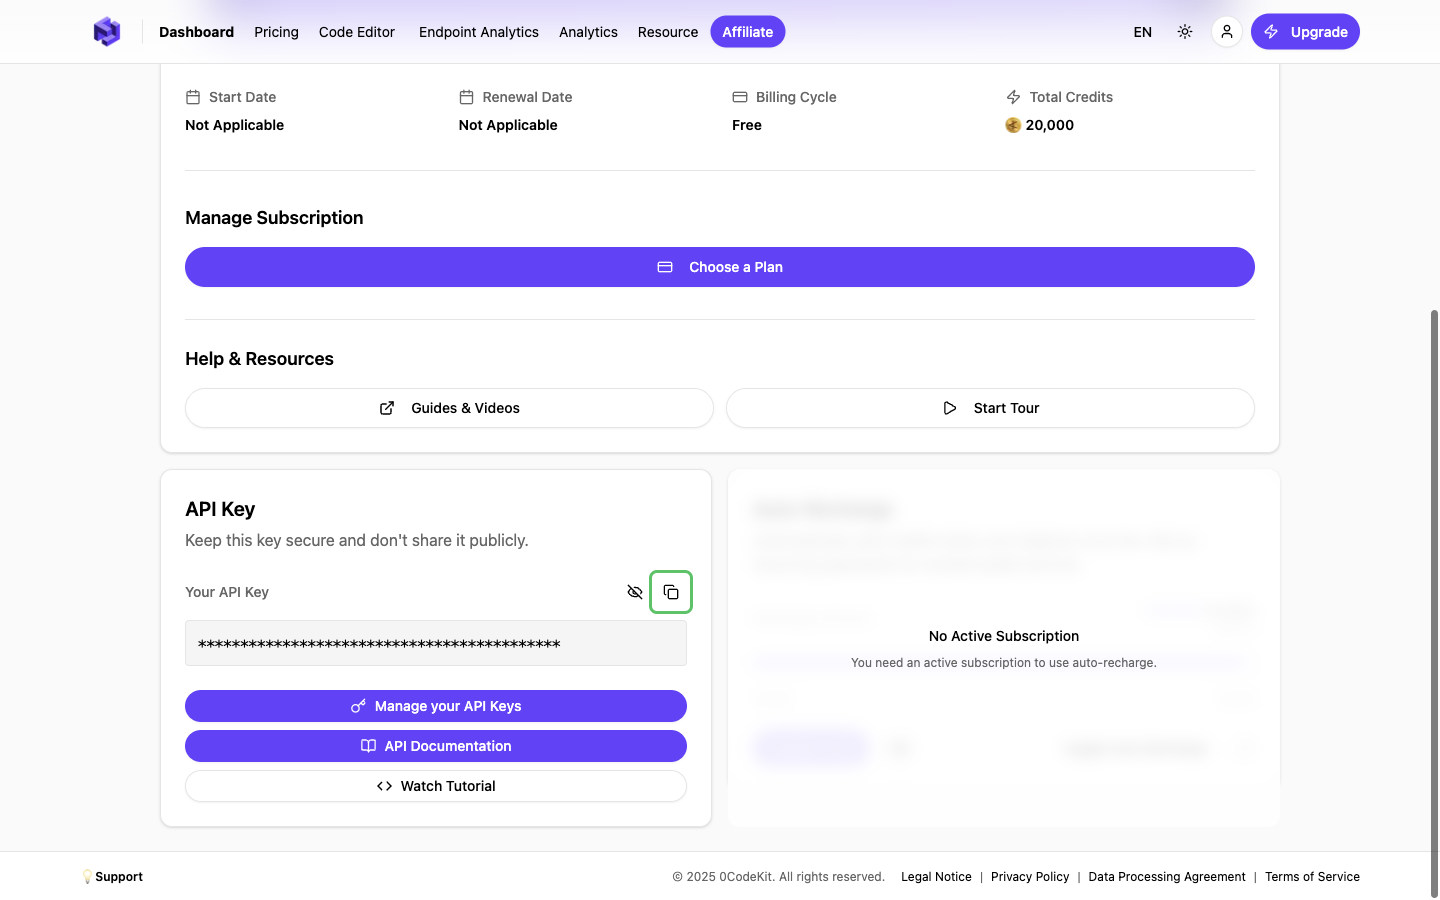 Dashboard Pricing Code Editor Endpoint Analytics Analytics Resource Affiliate EN Upgrade
Start Date Renewal Date Billing Cycle Total Credits
Not Applicable Not Applicable Free 20,000
Manage Subscription
Choose a Plan
Help & Resources
Guides & Videos Start Tour
API Key
Keep this key secure and don't share it publicly.
Your API Key
*******************************************
Manage your API Keys
API Documentation
Watch Tutorial
No Active Subscription
You need an active subscription to use auto-recharge.
Support © 2025 0CodeKit. All rights reserved. Legal Notice | Privacy Policy | Data Processing Agreement | Terms of Service